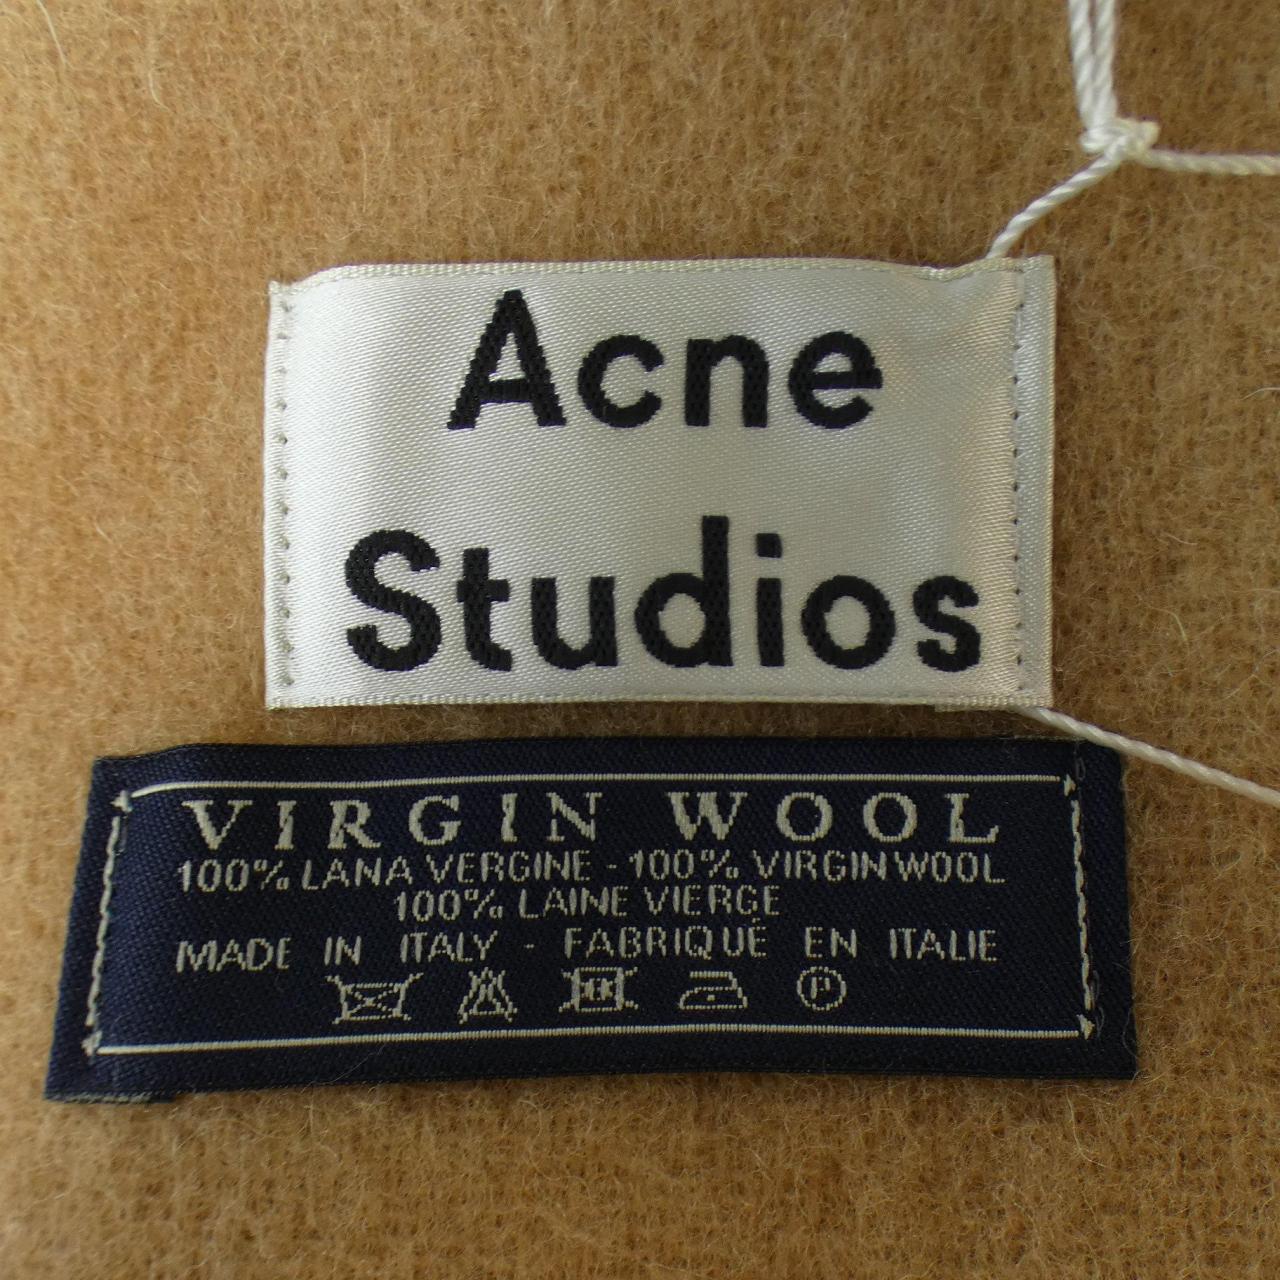 Acne
Studios
VIRGIN WOOL
100% LANA VERGINE - 100% VIRGIN WOOL
100% LAINE VIERGE
MADE IN ITALY - FABRIQUÉ EN ITALIE
P